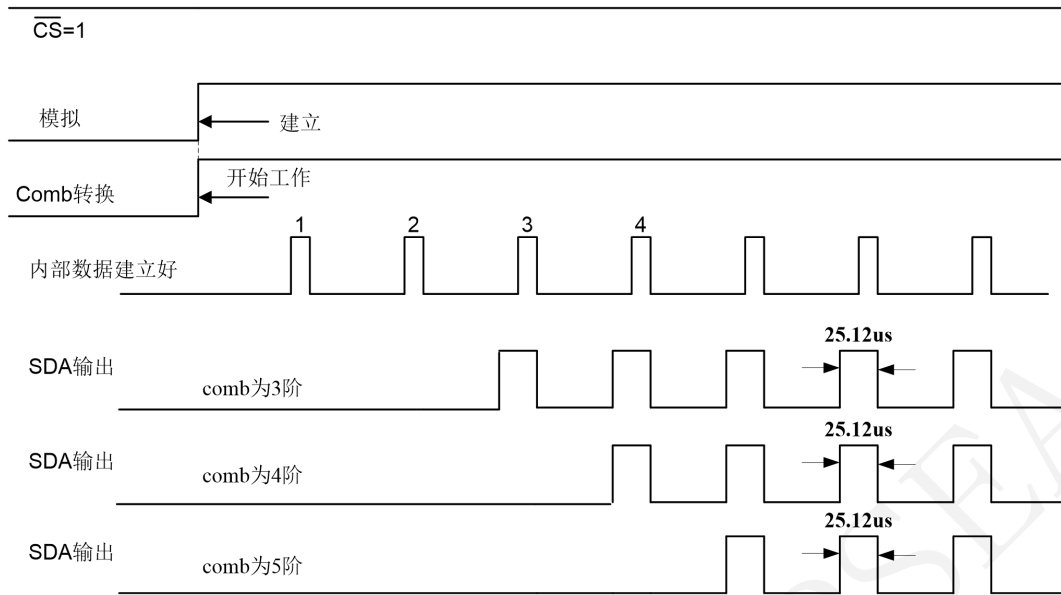 CS=1
模拟
建立
Comb转换
开始工作
1 2 3 4
内部数据建立好
25.12us
SDA输出
comb为3阶
25.12us
SDA输出
comb为4阶
25.12us
SDA输出
comb为5阶